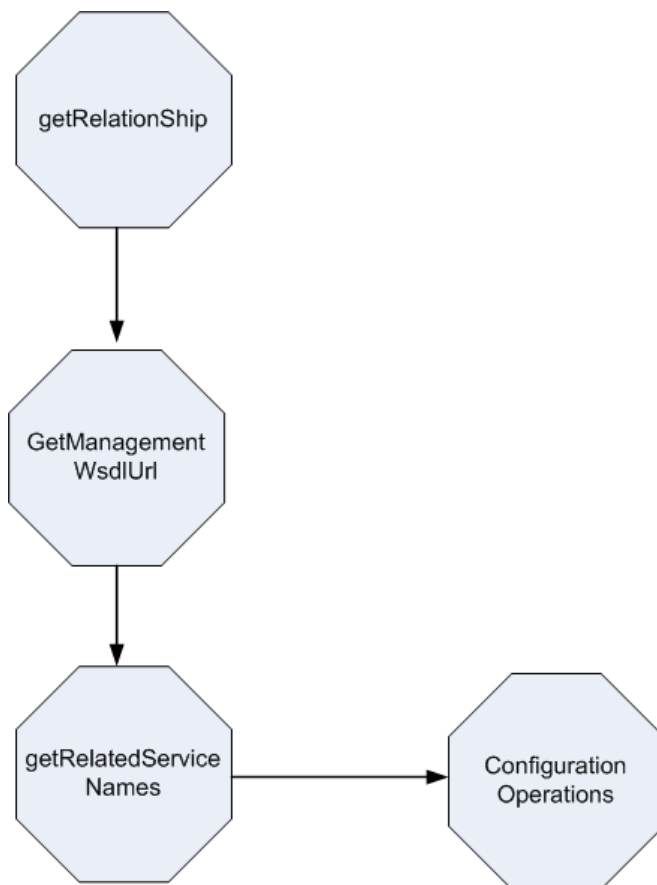 getRelationShip
GetManagement
WsdlUrl
getRelatedService
Names
Configuration
Operations